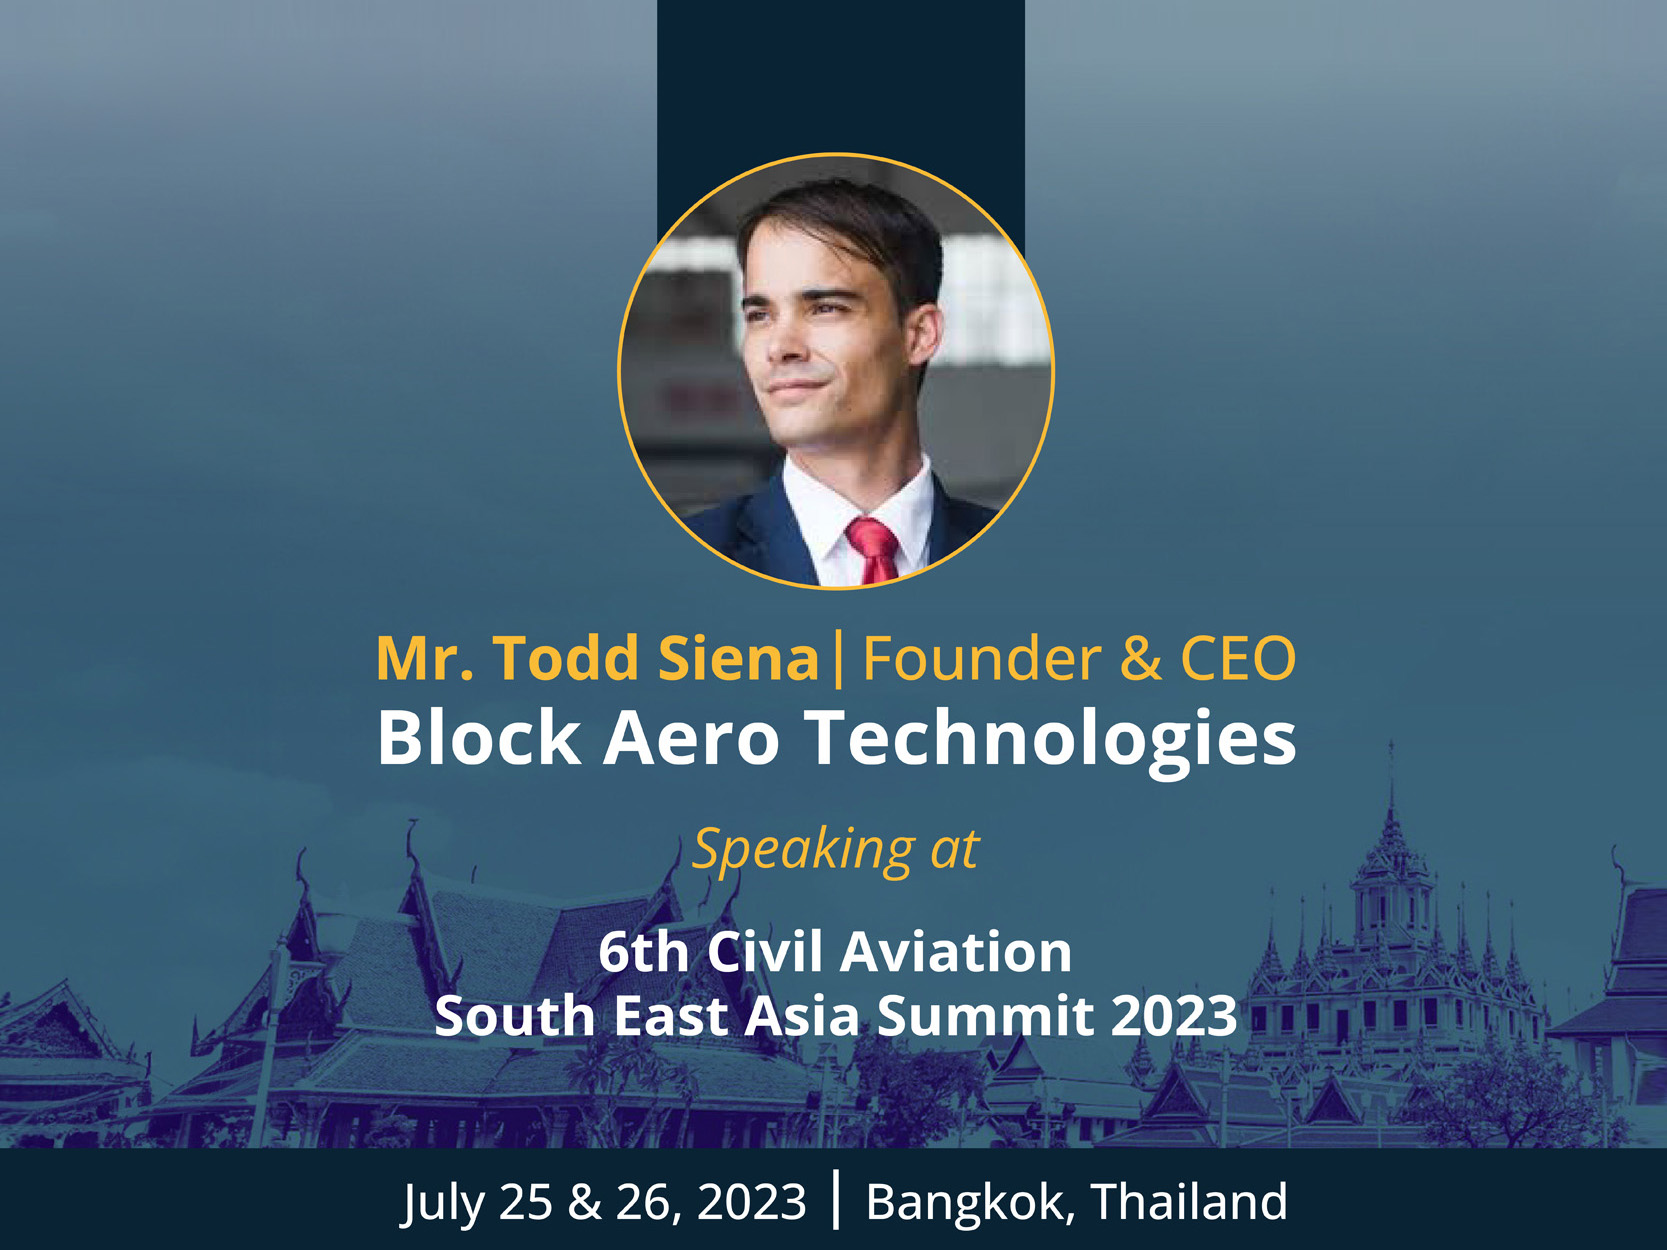 Mr. Todd Siena | Founder & CEO
Block Aero Technologies
Speaking at
6th Civil Aviation
South East Asia Summit 2023
July 25 & 26, 2023 | Bangkok, Thailand